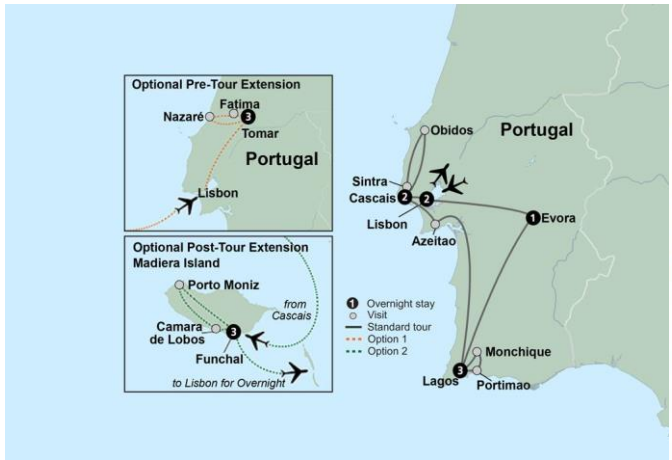 Optional Pre-Tour Extension
Fatima
Nazaré
3
Tomar
Portugal
Lisbon
Optional Post-Tour Extension
Madiera Island
Porto Moniz
from
Cascais
Camara
de Lobos
3
Funchal
to Lisbon for Overnight
Obidos
Portugal
Sintra
Cascais
2
2
Lisbon
Azeitao
1
Evora
1 Overnight stay
Visit
Standard tour
Option 1
Option 2
Monchique
Lagos
3
Portimao